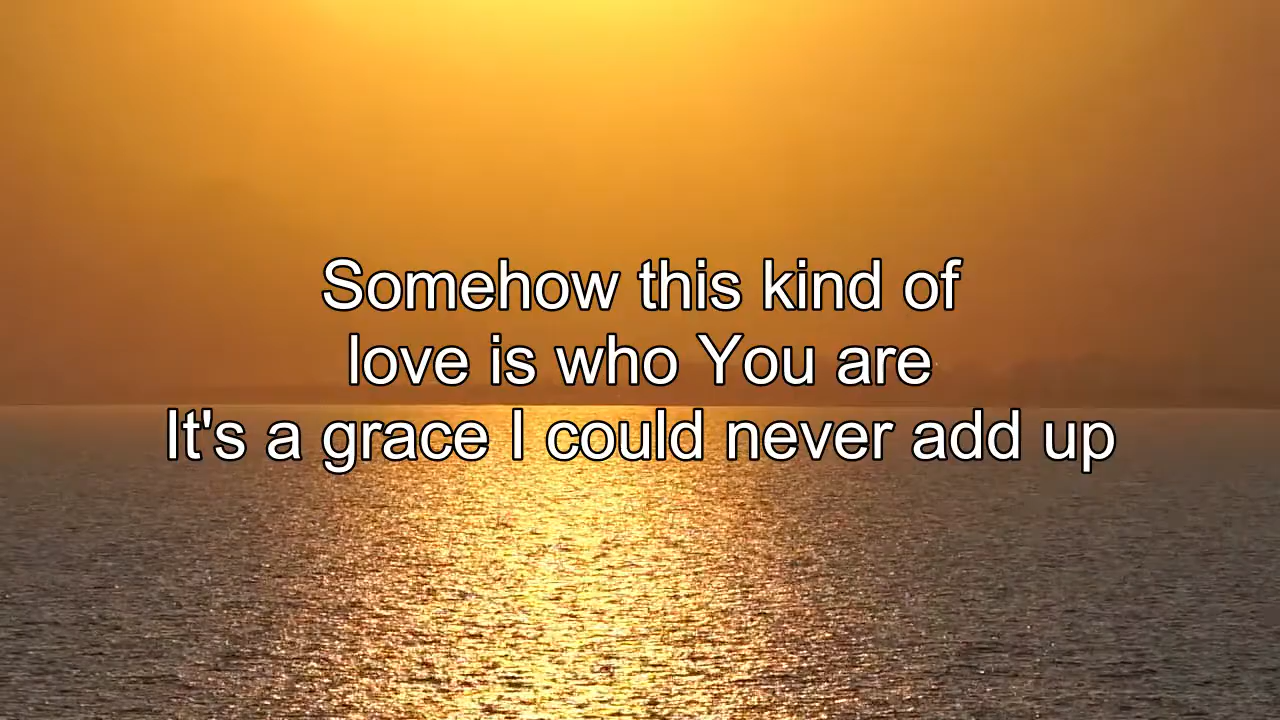 Somehow this kind of
love is who You are
It's a grace I could never add up